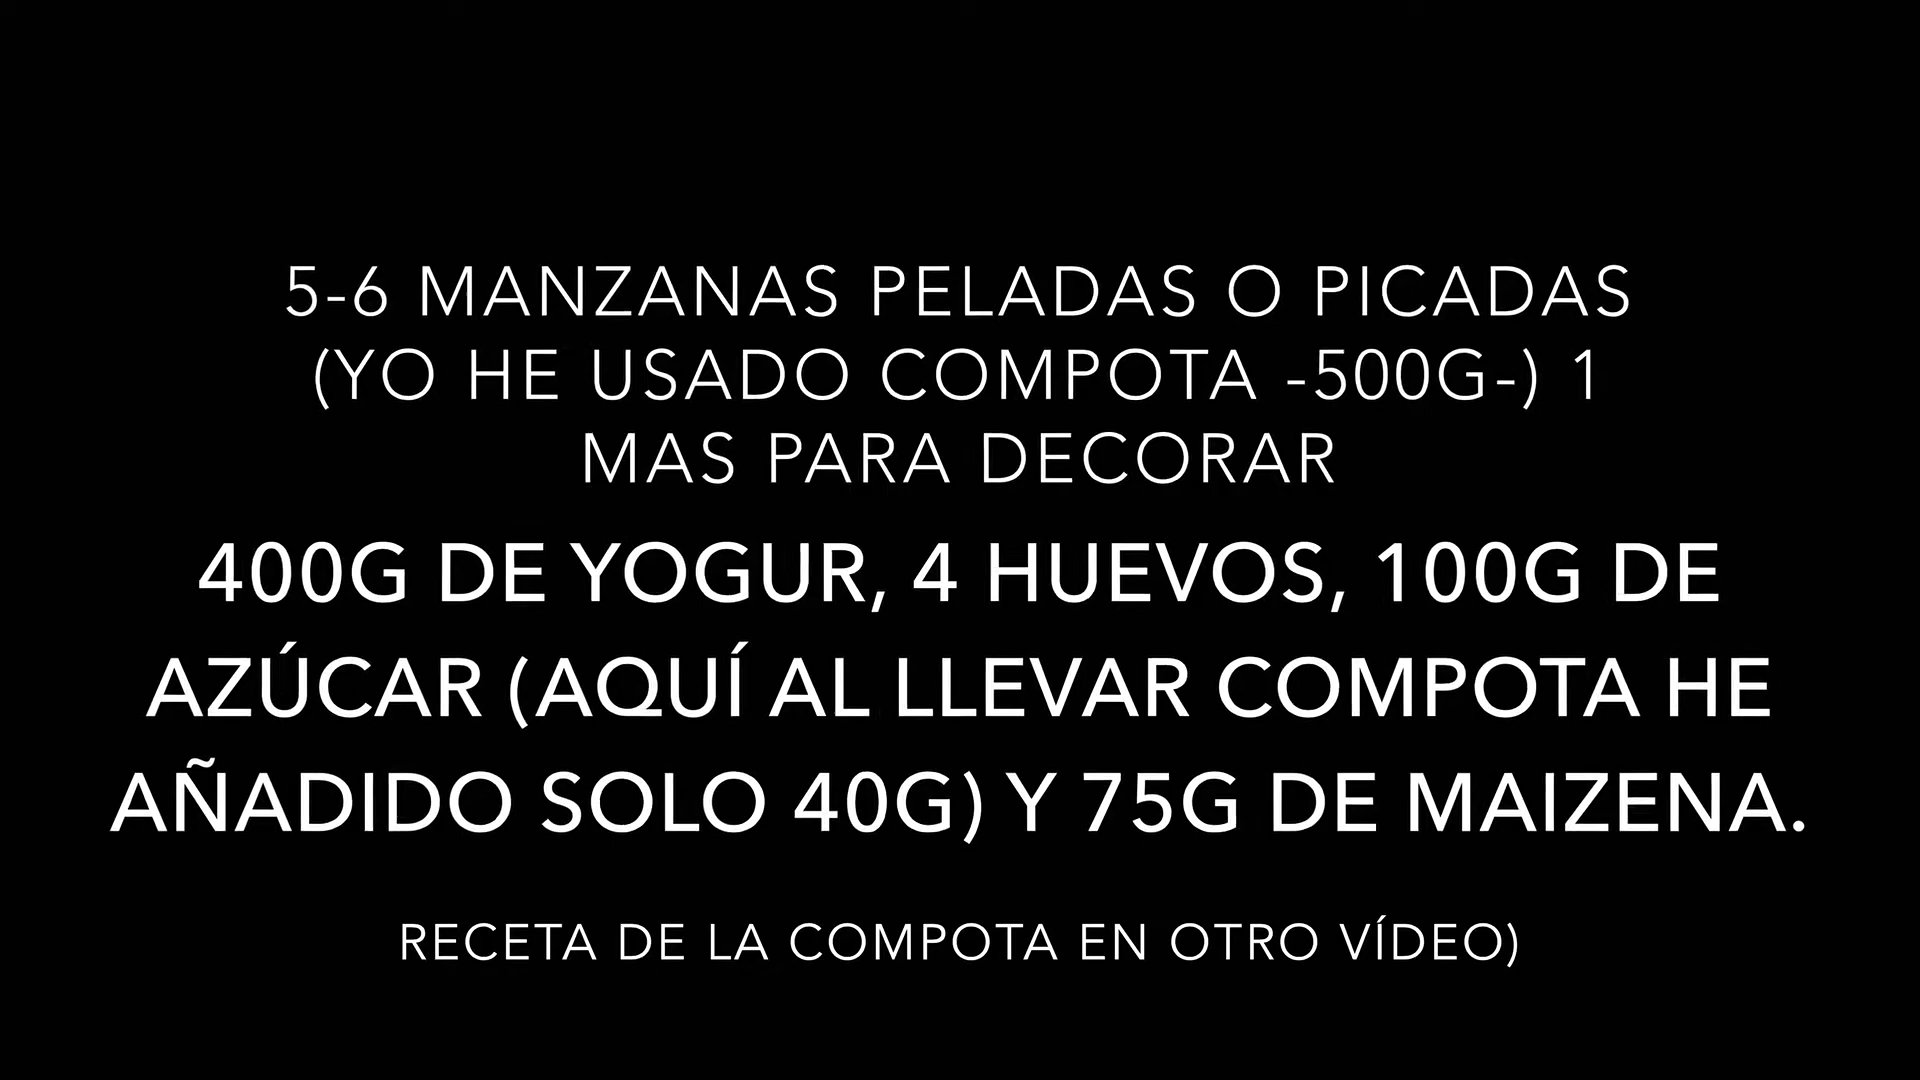 5-6 MANZANAS PELADAS O PICADAS
(YO HE USADO COMPOTA -500G-) 1
MAS PARA DECORAR
400G DE YOGUR, 4 HUEVOS, 100G DE
AZÚCAR (AQUÍ AL LLEVAR COMPOTA HE
AÑADIDO SOLO 40G) Y 75G DE MAIZENA.
RECETA DE LA COMPOTA EN OTRO VÍDEO)